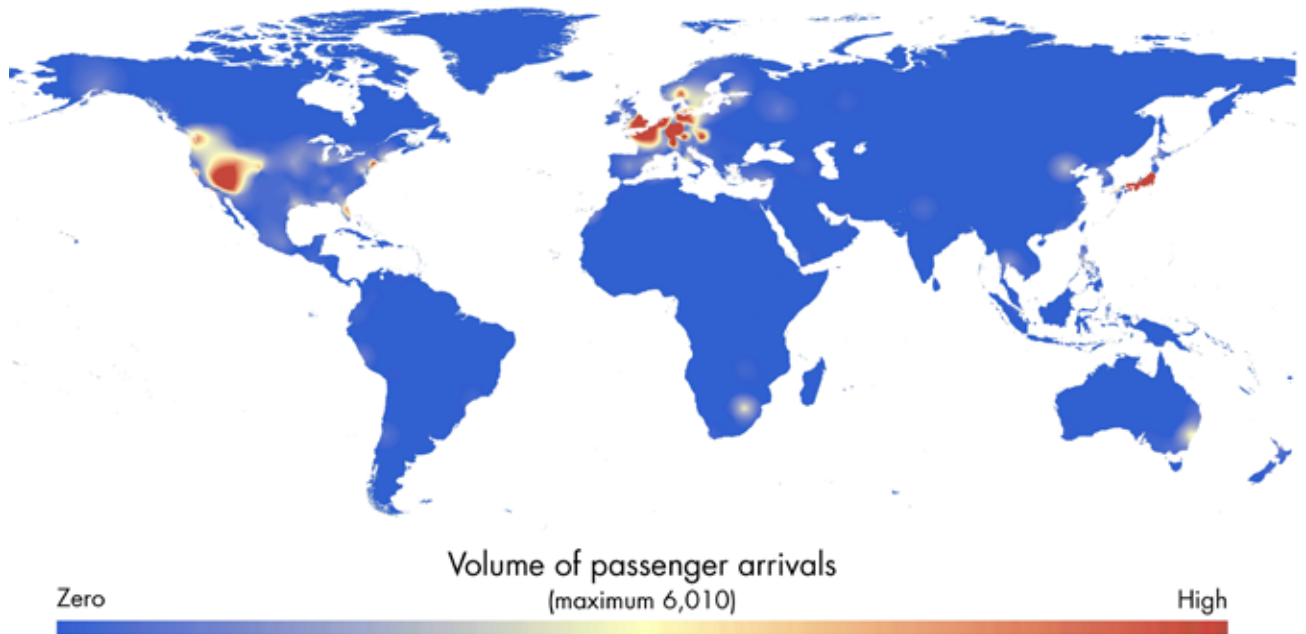 Volume of passenger arrivals
(maximum 6,010)
Zero
High